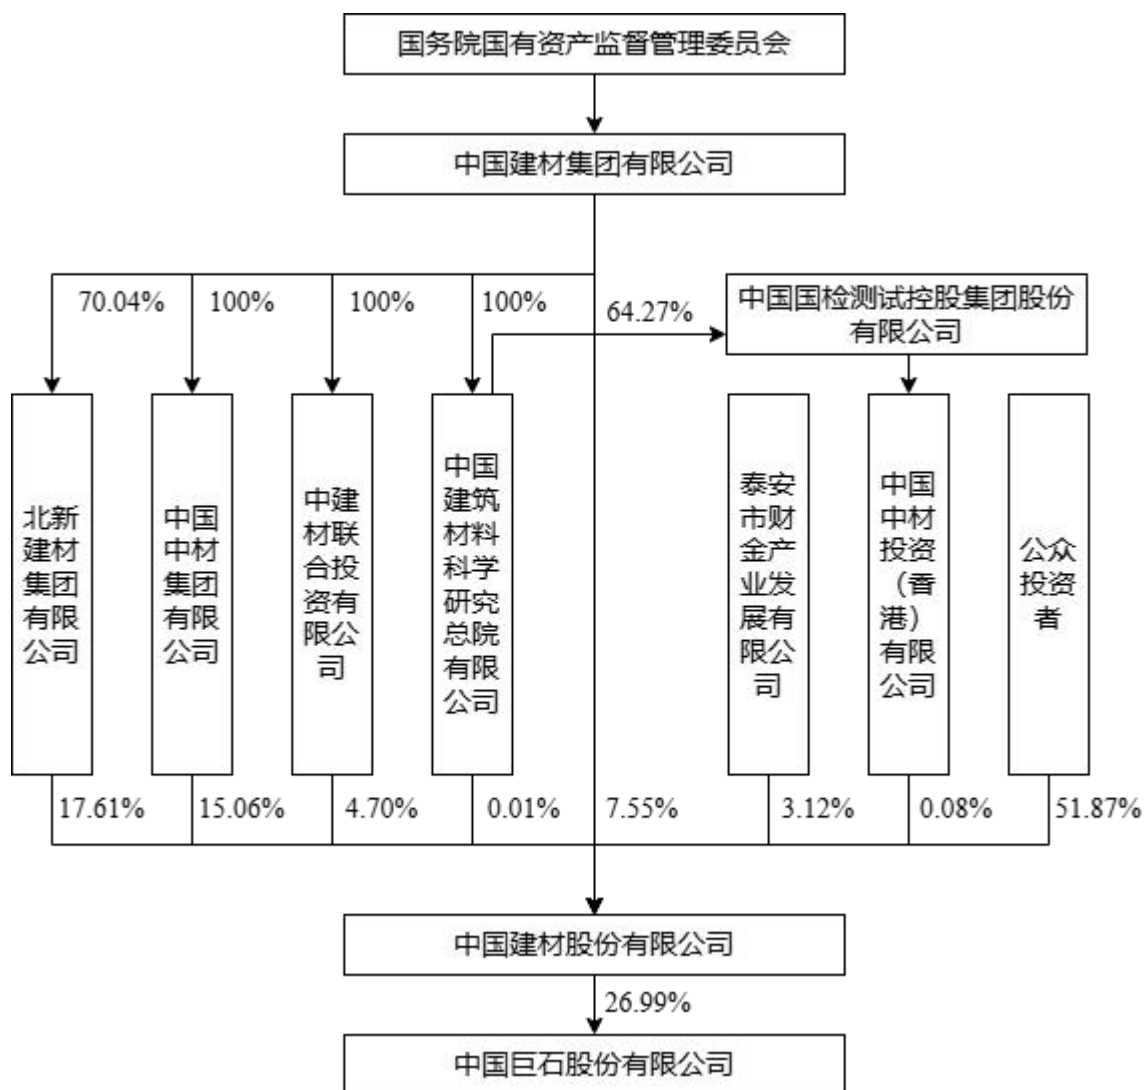 国务院国有资产监督管理委员会
中国建材集团有限公司
70.04%
100%
100%
100%
64.27%
中国国检测试控股集团股份
有限公司
北新
建材
集团
有限
公司
中国
中材
集团
有限
公司
中建
材联
合投
资有
限公
司
中国
建筑
材料
科学
研究
总院
有限
公司
泰安
市财
金产
业发
展有
限公
司
中国
中材
投资
（香
港）
有限
公司
公众
投资
者
17.61%
15.06%
4.70%
0.01%
7.55%
3.12%
0.08%
51.87%
中国建材股份有限公司
26.99%
中国巨石股份有限公司